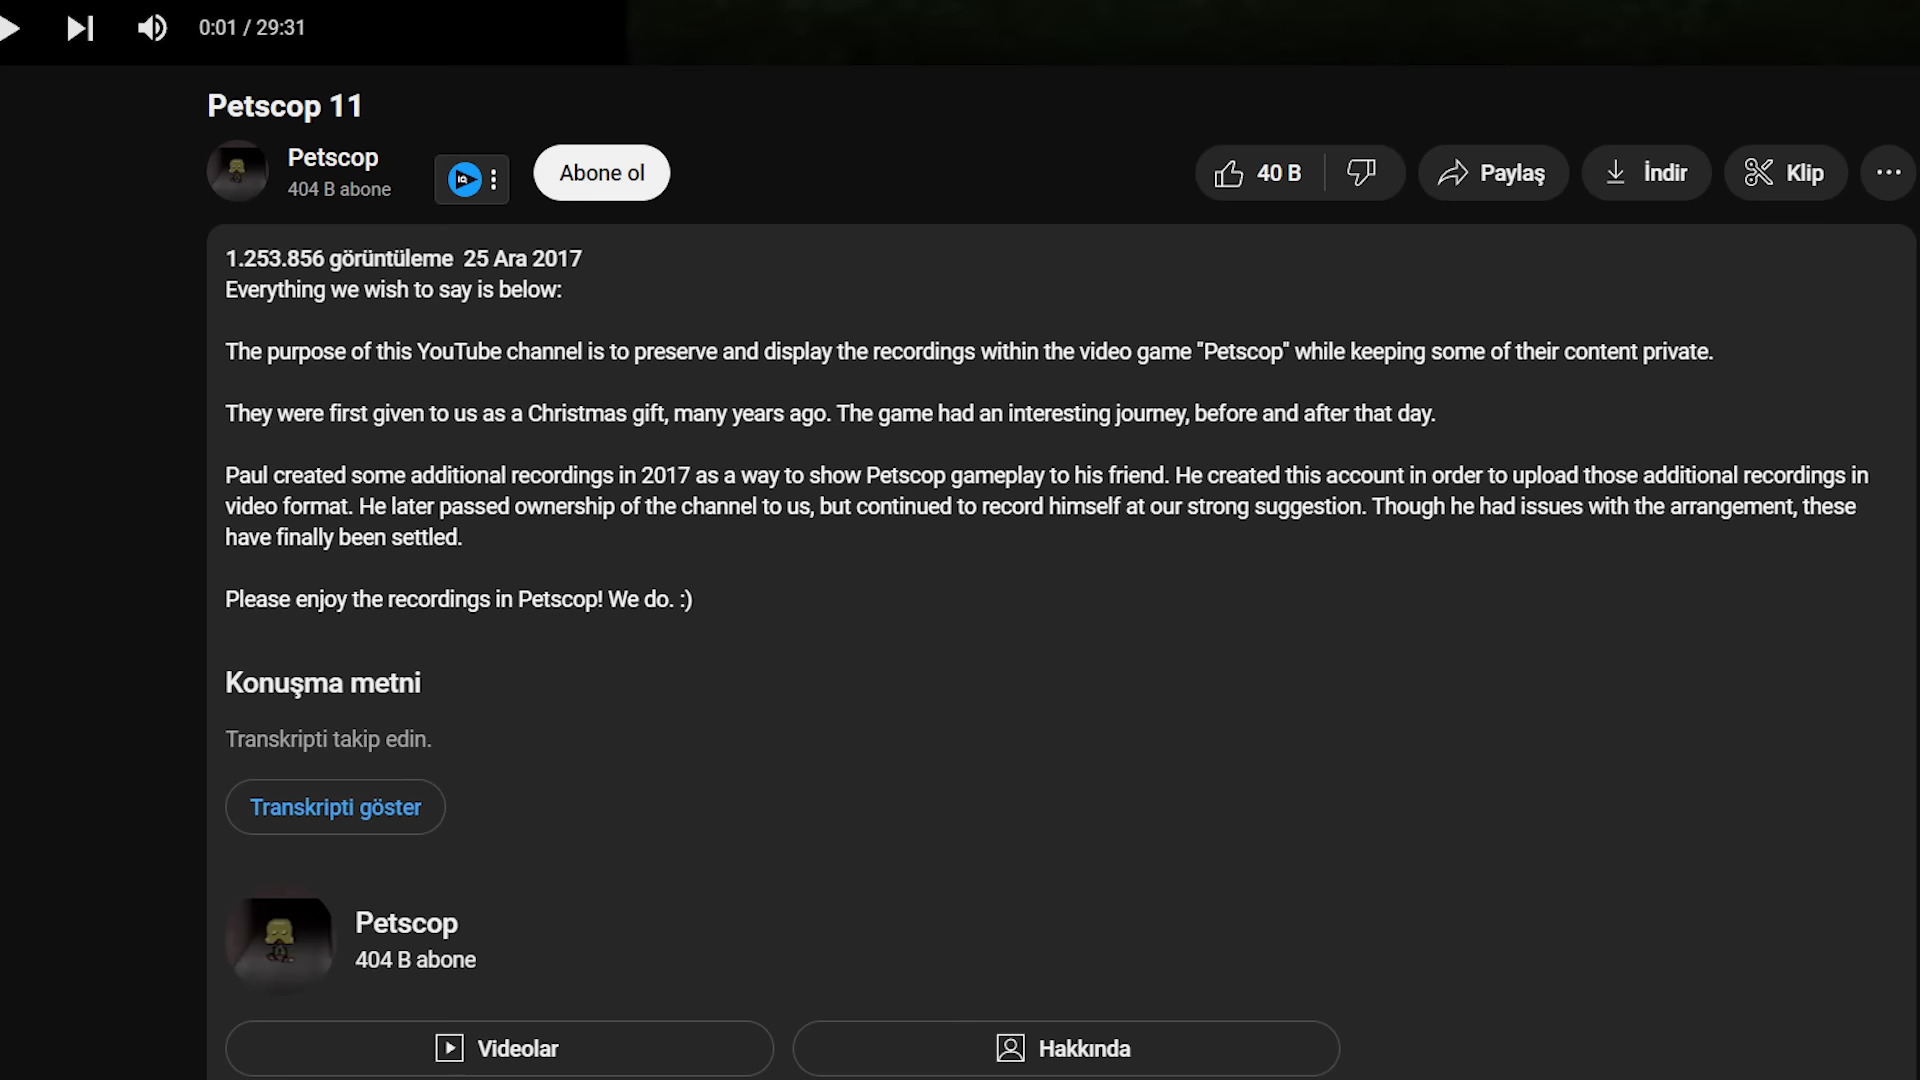 0:01 / 29:31
Petscop 11
Petscop
404 B abone
IQ
Abone ol
40 B
Paylaş
İndir
Klip
1.253.856 görüntüleme 25 Ara 2017
Everything we wish to say is below:
The purpose of this YouTube channel is to preserve and display the recordings within the video game "Petscop" while keeping some of their content private.
They were first given to us as a Christmas gift, many years ago. The game had an interesting journey, before and after that day.
Paul created some additional recordings in 2017 as a way to show Petscop gameplay to his friend. He created this account in order to upload those additional recordings in
video format. He later passed ownership of the channel to us, but continued to record himself at our strong suggestion. Though he had issues with the arrangement, these
have finally been settled.
Please enjoy the recordings in Petscop! We do. :)
Konuşma metni
Transkripti takip edin.
Transkripti göster
Petscop
404 B abone
Videolar
Hakkında